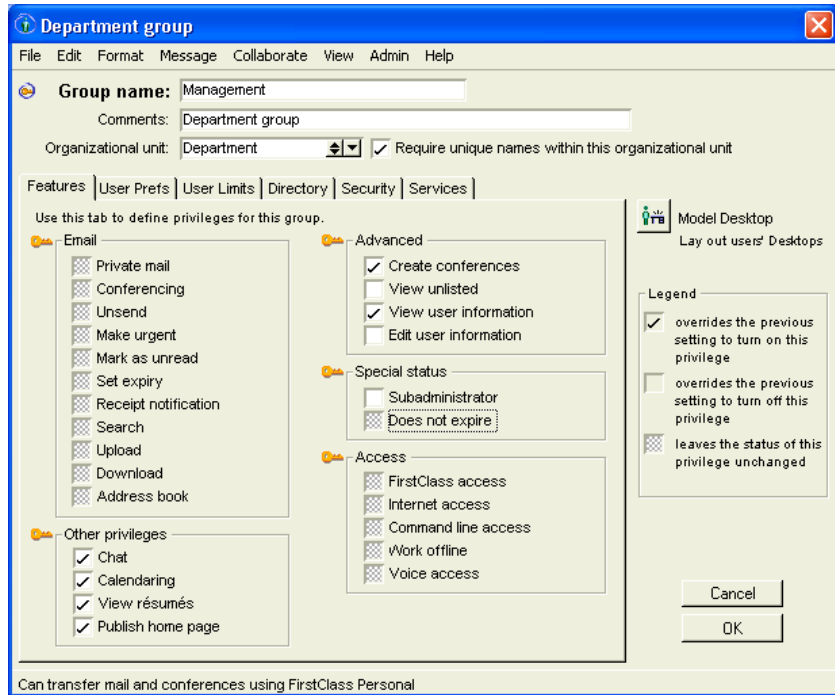 Department group
File Edit Format Message Collaborate View Admin Help
Group name: Management
Comments: Department group
Organizational unit: Department Require unique names within this organizational unit
Features User Prefs User Limits Directory Security Services
Use this tab to define privileges for this group.
Email
Private mail
Conferencing
Unsend
Make urgent
Mark as unread
Set expiry
Receipt notification
Search
Upload
Download
Address book
Other privileges
Chat
Calendaring
View résumés
Publish home page
Advanced
Create conferences
View unlisted
View user information
Edit user information
Special status
Subadministrator
Does not expire
Access
FirstClass access
Internet access
Command line access
Work offline
Voice access
Model Desktop
Lay out users' Desktops
Legend
overrides the previous
setting to turn on this
privilege
overrides the previous
setting to turn off this
privilege
leaves the status of this
privilege unchanged
Cancel
OK
Can transfer mail and conferences using FirstClass Personal